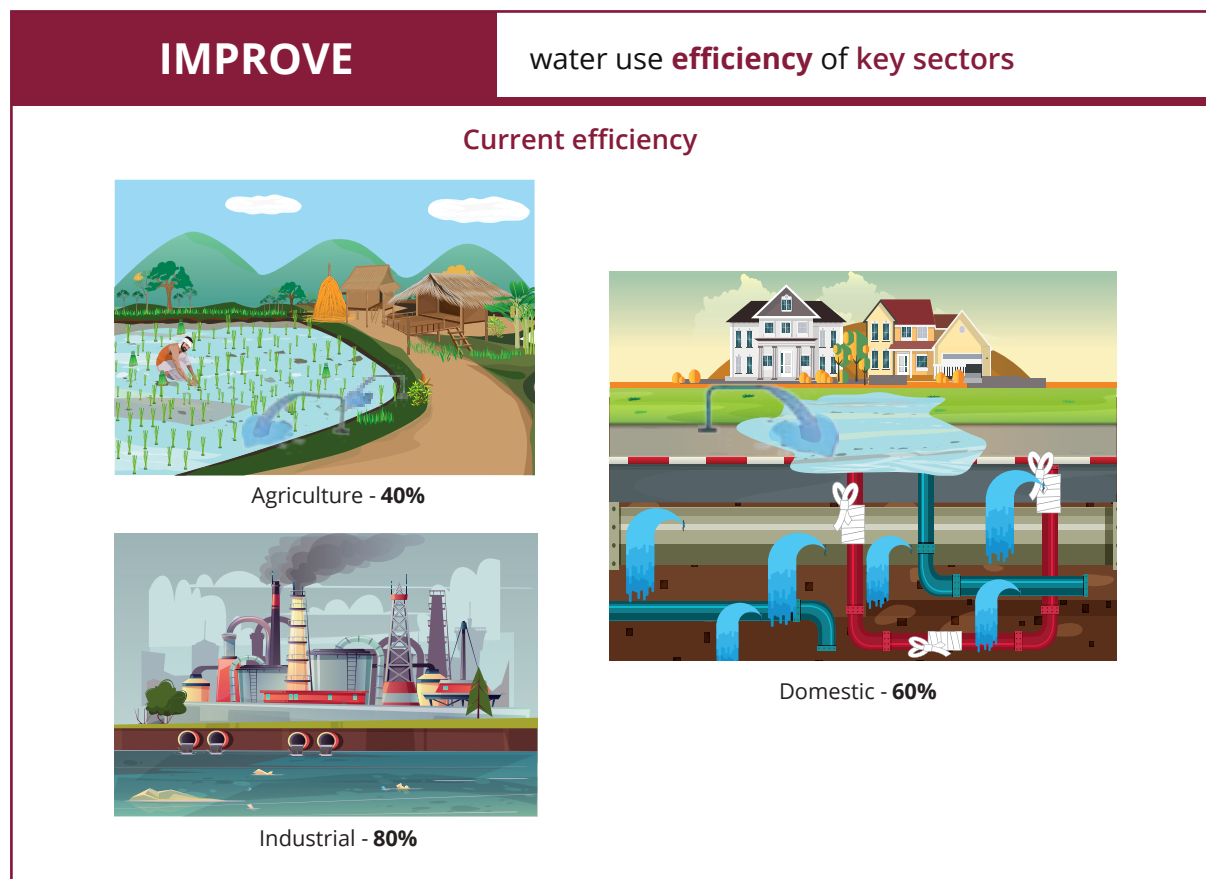 IMPROVE
water use efficiency of key sectors
Current efficiency
Agriculture - 40%
Industrial - 80%
Domestic - 60%